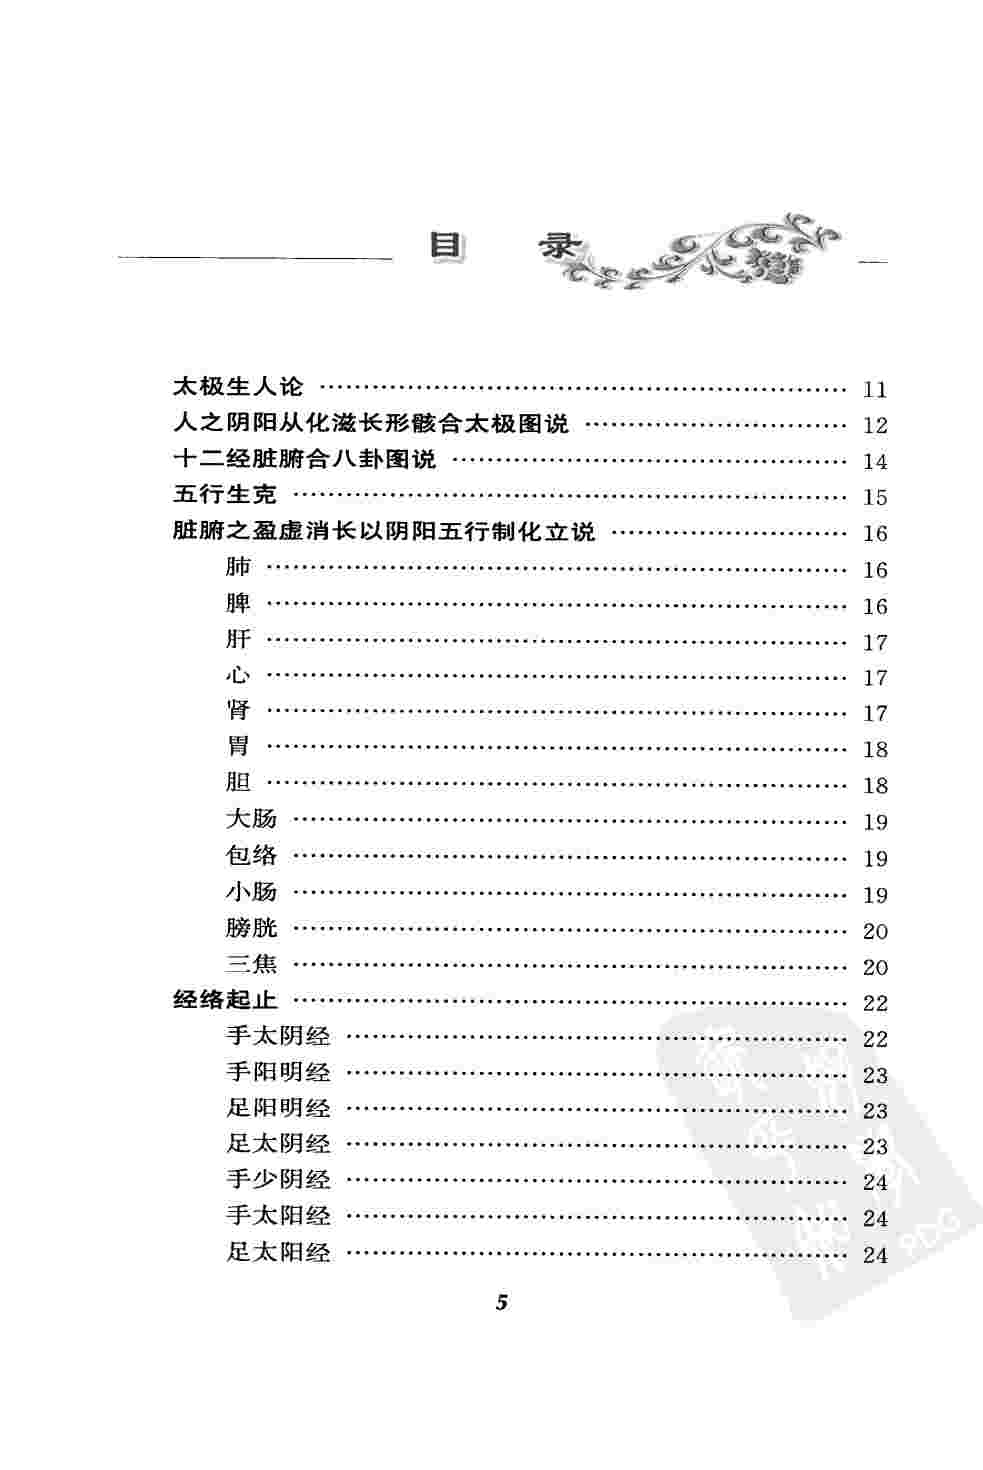 目 录
太极生人论 …… 11
人之阴阳从化滋长形骸合太极图说 …… 12
十二经脏腑合八卦图说 …… 14
五行生克 …… 15
脏腑之盈虚消长以阴阳五行制化立说 …… 16
肺 …… 16
脾 …… 16
肝 …… 17
心 …… 17
肾 …… 17
胃 …… 18
胆 …… 18
大肠 …… 19
包络 …… 19
小肠 …… 19
膀胱 …… 20
三焦 …… 20
经络起止 …… 22
手太阴经 …… 22
手阳明经 …… 23
足阳明经 …… 23
足太阴经 …… 23
手少阴经 …… 24
手太阳经 …… 24
足太阳经 …… 24
PDG
5